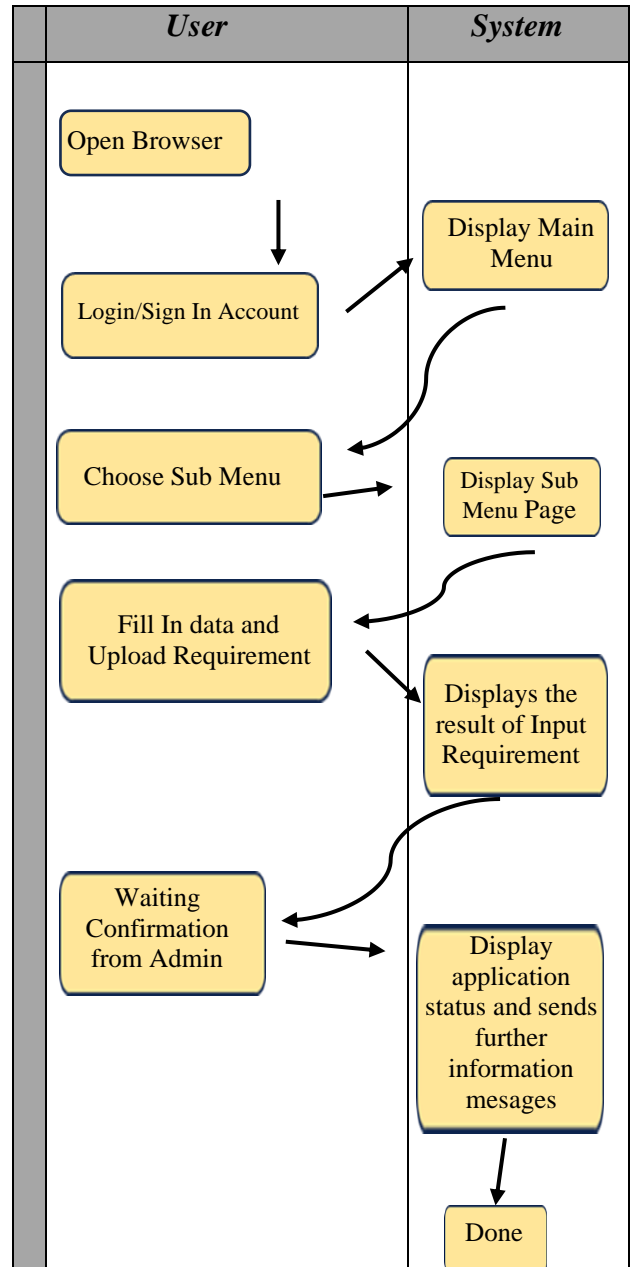 User
System
Open Browser
Display Main
Menu
Login/Sign In Account
Choose Sub Menu
Display Sub
Menu Page
Fill In data and
Upload Requirement
Displays the
result of Input
Requirement
Waiting
Confirmation
from Admin
Display
application
status and sends
further
information
mesages
Done